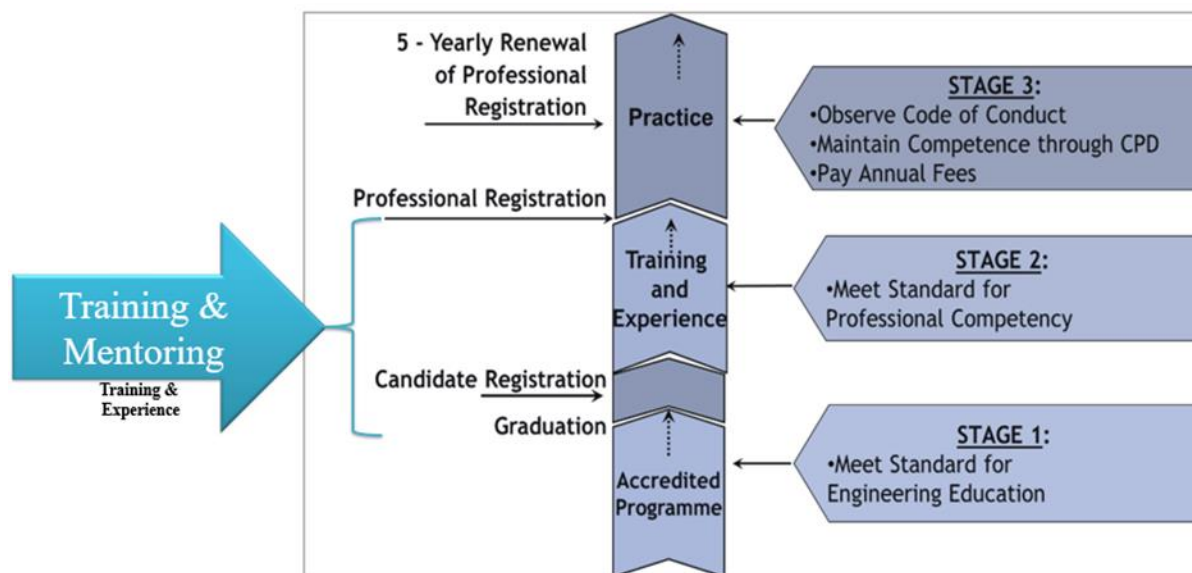 5 - Yearly Renewal
of Professional
Registration
Professional Registration
Candidate Registration
Graduation
Training &
Mentoring
Training &
Experience
Practice
Training
and
Experience
Accredited
Programme
STAGE 3:
•Observe Code of Conduct
•Maintain Competence through CPD
•Pay Annual Fees
STAGE 2:
•Meet Standard for
Professional Competency
STAGE 1:
•Meet Standard for
Engineering Education